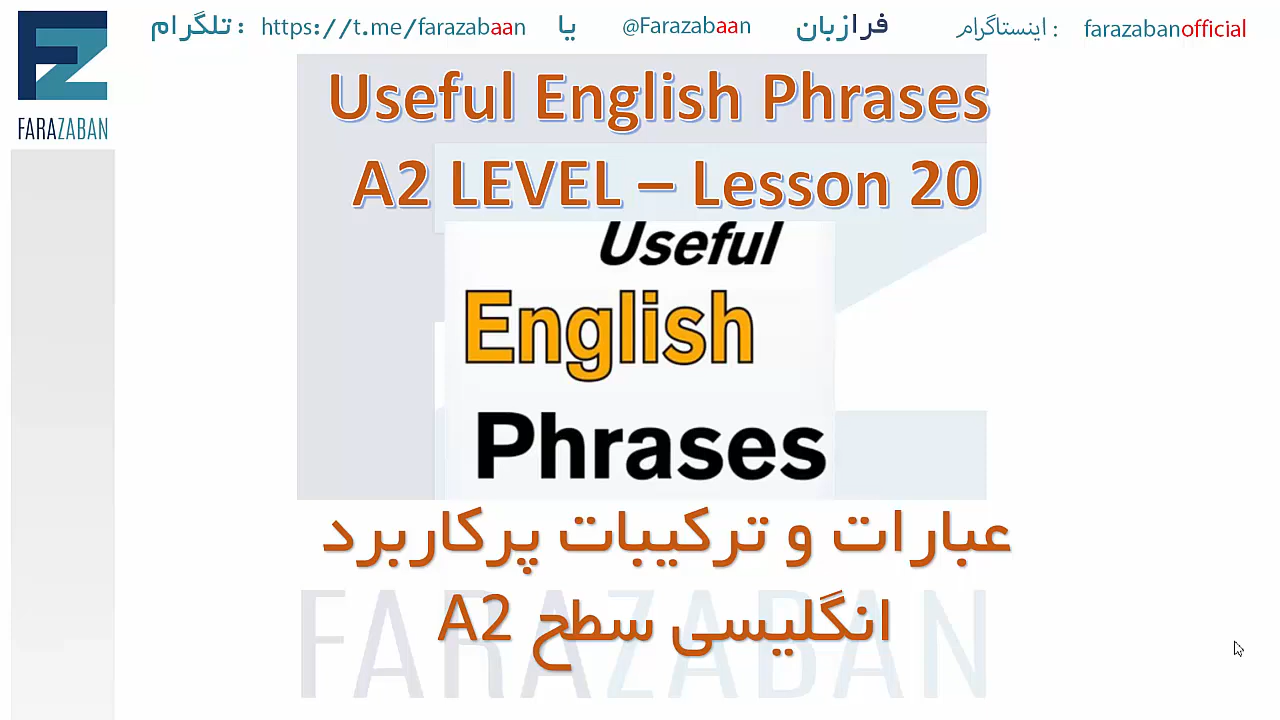 تلگرام : https://t.me/farazabaan یا @Farazabaan فرازبان اینستاگرام : farazabanofficial
FARAZABAN
Useful English Phrases
A2 LEVEL – Lesson 20
Useful
English
Phrases
عبارات و ترکیبات پرکاربرد
انگلیسی سطح A2
FARAZABAN